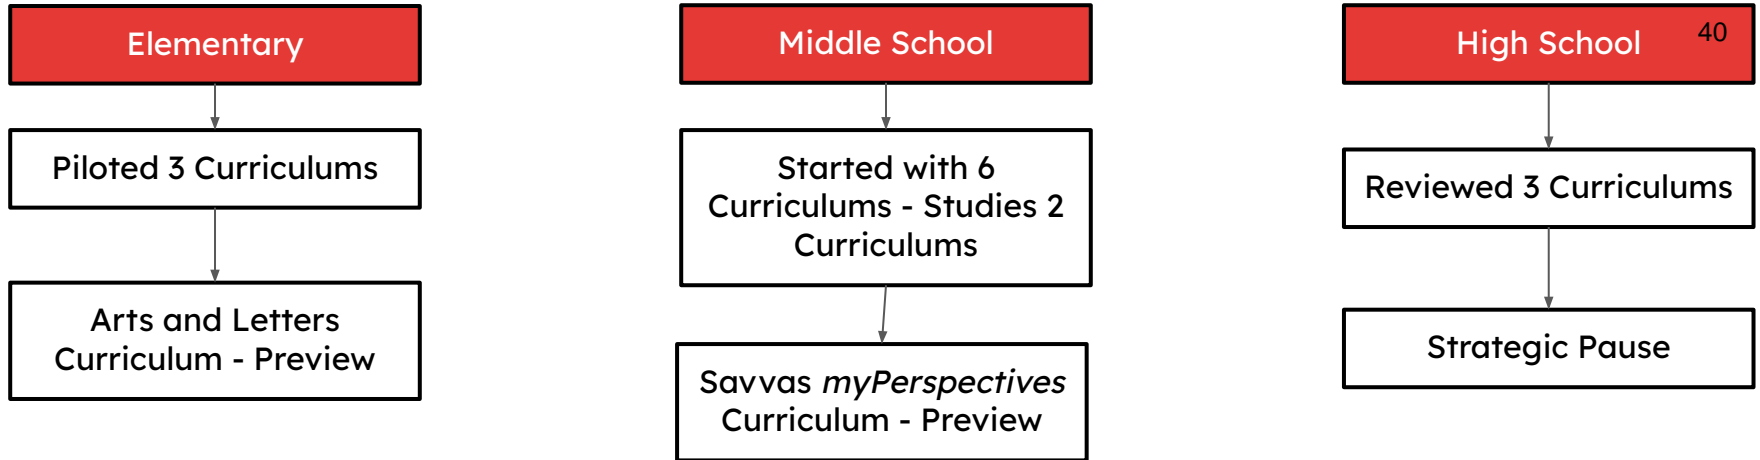 Elementary
Piloted 3 Curriculums
Arts and Letters
Curriculum - Preview
Middle School
Started with 6
Curriculums - Studies 2
Curriculums
Savvas myPerspectives
Curriculum - Preview
High School
40
Reviewed 3 Curriculums
Strategic Pause